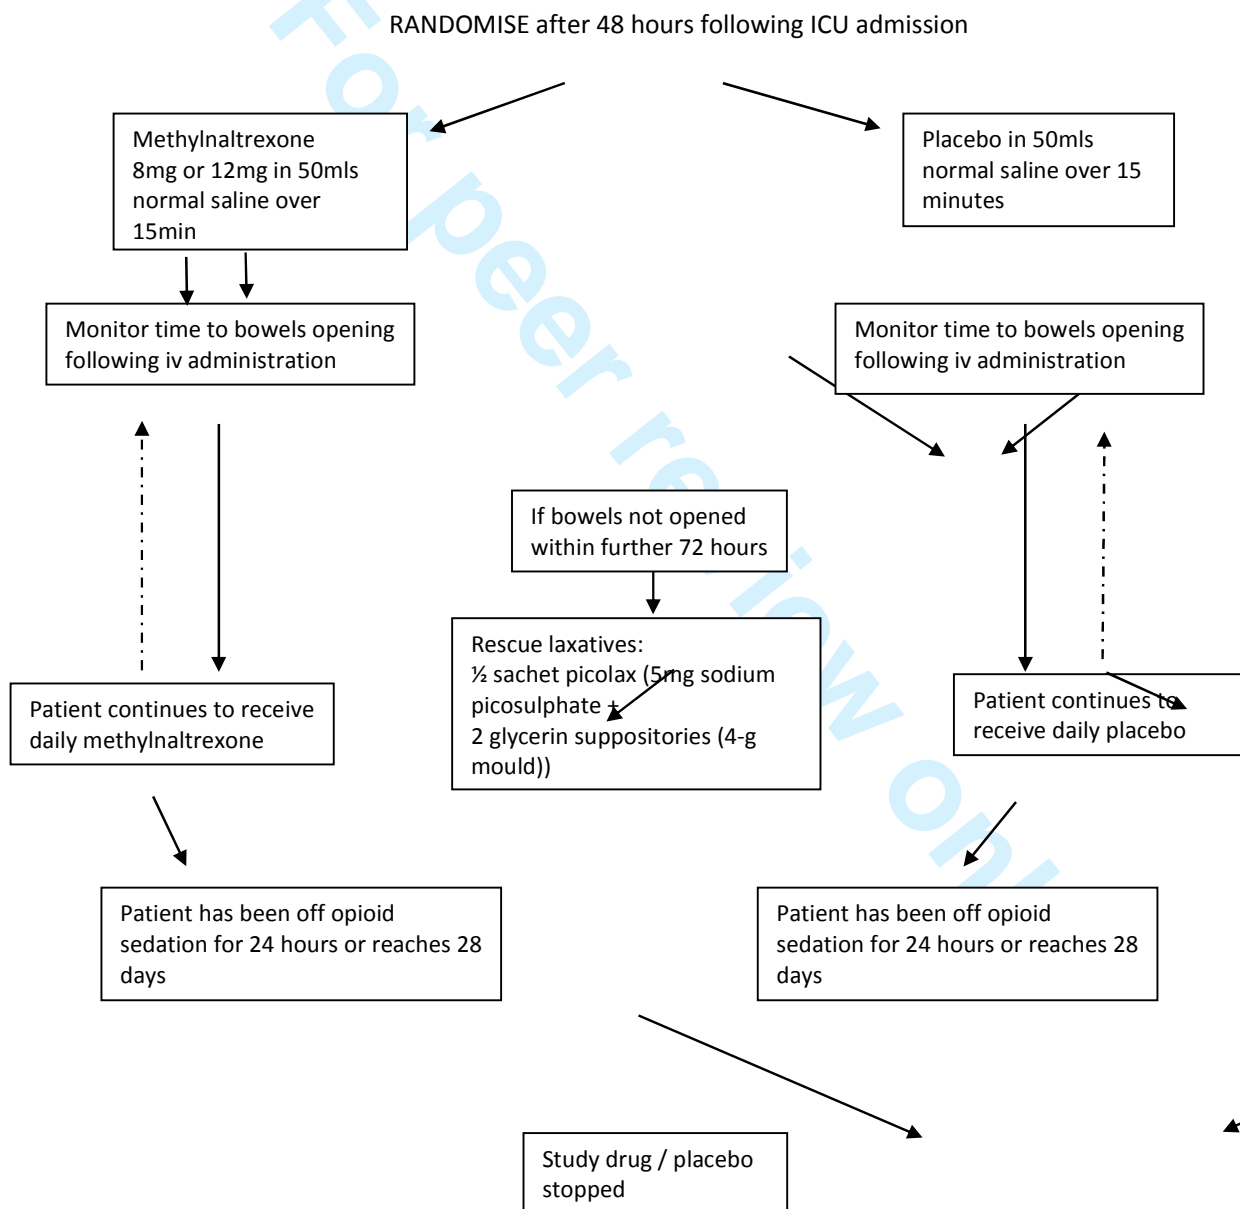 RANDOMISE after 48 hours following ICU admission
Methylnaltrexone
8mg or 12mg in 50mls
normal saline over
15min
Placebo in 50mls
normal saline over 15
minutes
Monitor time to bowels opening
following iv administration
Monitor time to bowels opening
following iv administration
If bowels not opened
within further 72 hours
Rescue laxatives:
½ sachet picolax (5mg sodium
picosulphate +
2 glycerin suppositories (4-g
mould))
Patient continues to receive
daily methylnaltrexone
Patient continues to
receive daily placebo
Patient has been off opioid
sedation for 24 hours or reaches 28
days
Patient has been off opioid
sedation for 24 hours or reaches 28
days
Study drug / placebo
stopped
For peer review only